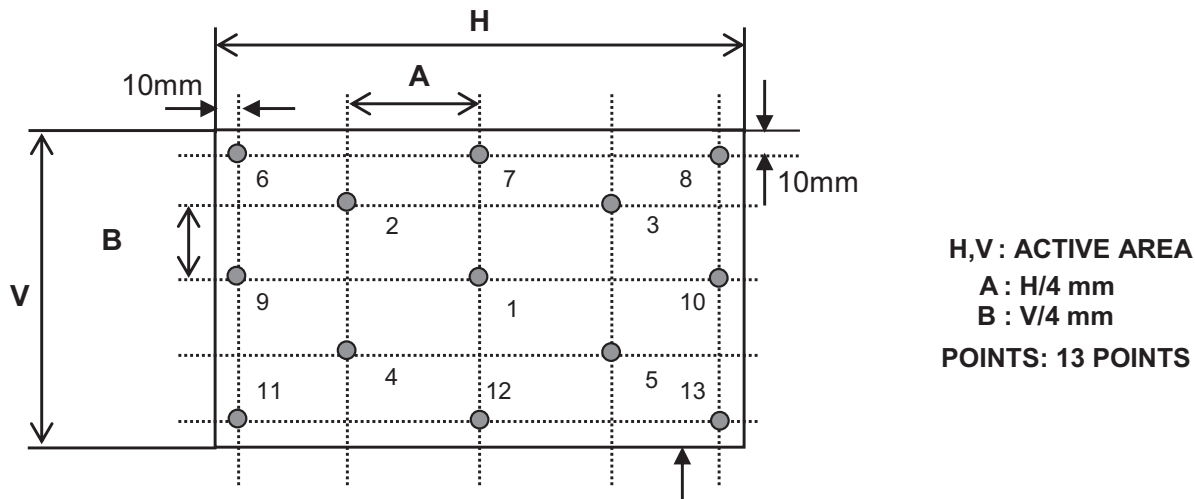 H
10mm
A
6
7
8
10mm
2
3
B
H,V : ACTIVE AREA
V
9
1
10
A : H/4 mm
B : V/4 mm
POINTS: 13 POINTS
4
5
11
12
13